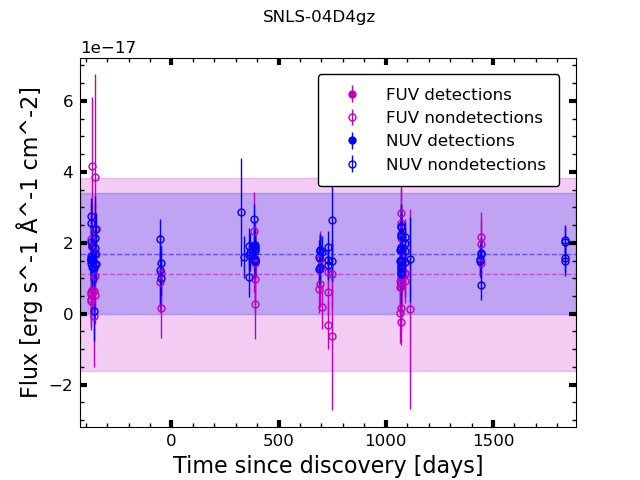 SNLS-04D4gz
1e−17
FUV detections
FUV nondetections
NUV detections
NUV nondetections
6
4
2
0
−2
Flux [erg s^-1 Å^-1 cm^-2]
0 500 1000 1500
Time since discovery [days]